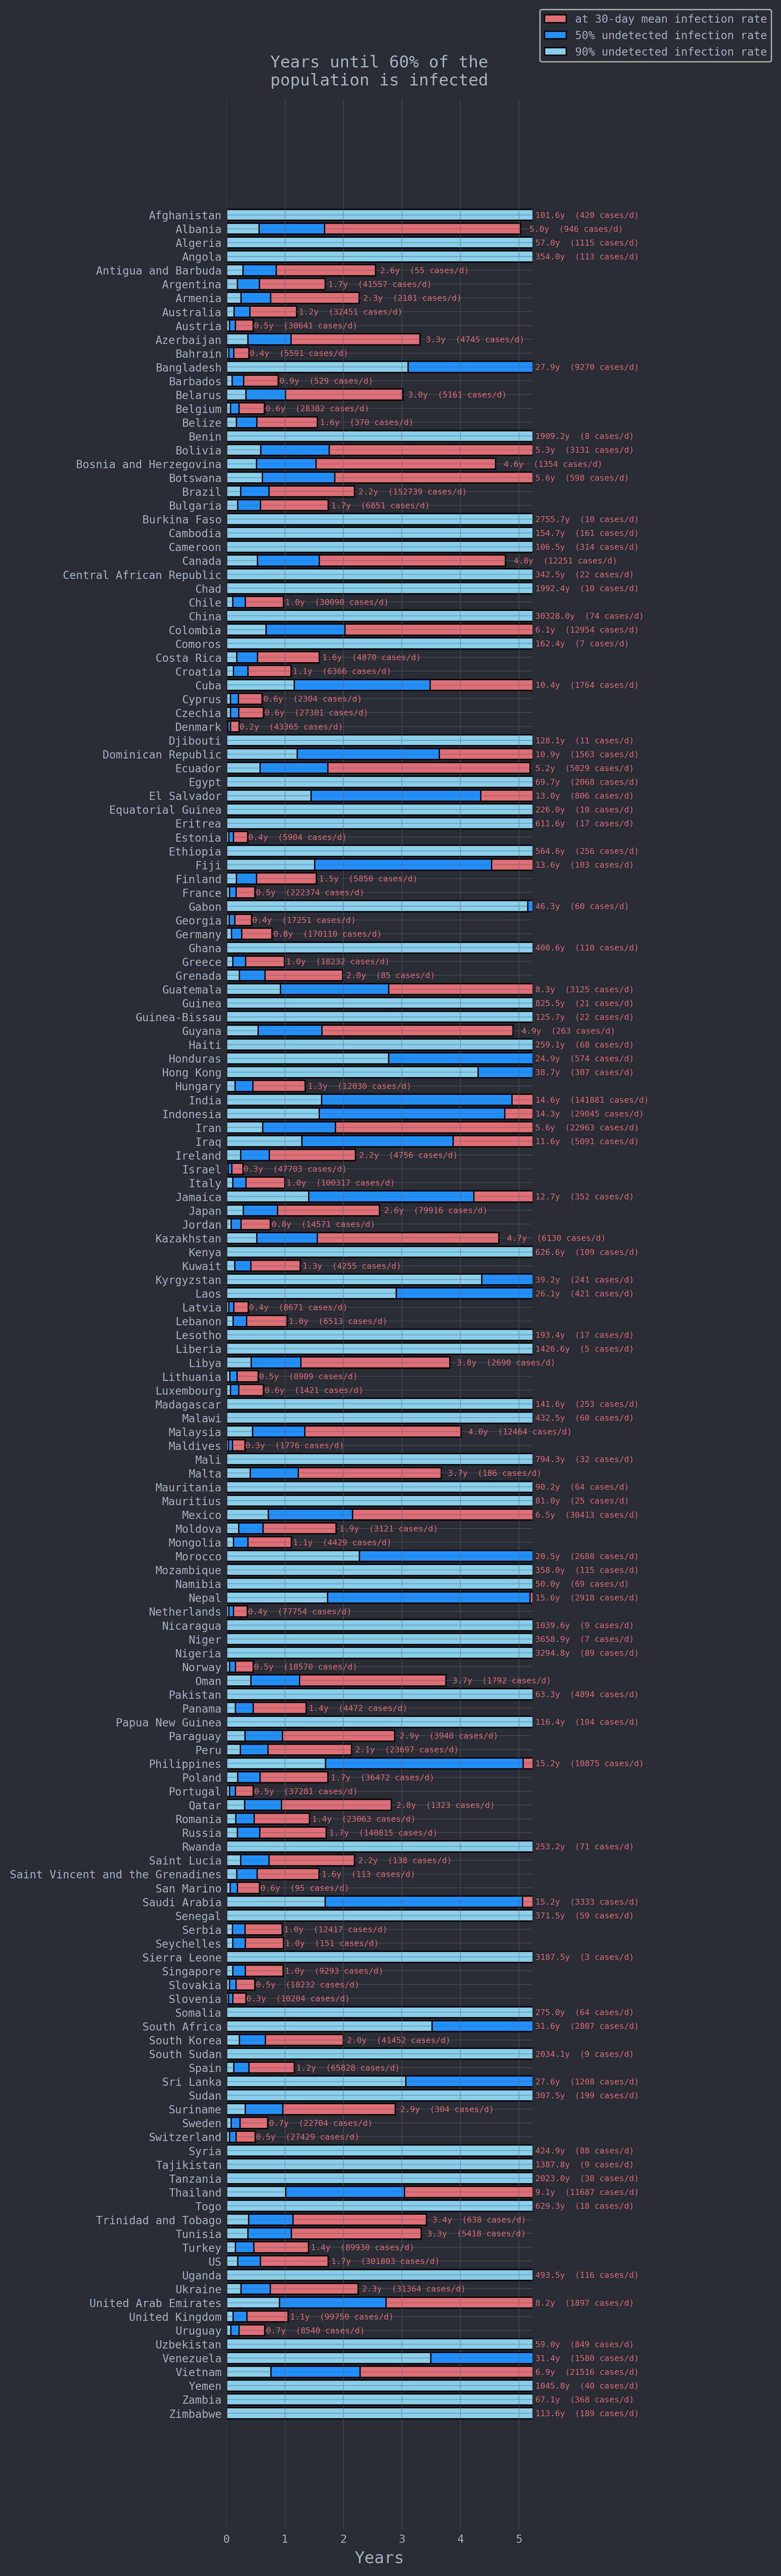 at 30-day mean infection rate
50% undetected infection rate
90% undetected infection rate
Years until 60% of the
population is infected
Afghanistan 101.6y (420 cases/d)
Albania 5.0y (946 cases/d)
Algeria 57.0y (1115 cases/d)
Angola 354.0y (113 cases/d)
Antigua and Barbuda 2.6y (55 cases/d)
Argentina 1.7y (41557 cases/d)
Armenia 2.3y (2181 cases/d)
Australia 1.2y (32451 cases/d)
Austria 0.5y (30641 cases/d)
Azerbaijan 3.3y (4745 cases/d)
Bahrain 0.4y (5591 cases/d)
Bangladesh 27.9y (9270 cases/d)
Barbados 0.9y (529 cases/d)
Belarus 3.0y (5161 cases/d)
Belgium 0.6y (28382 cases/d)
Belize 1.6y (370 cases/d)
Benin 1909.2y (8 cases/d)
Bolivia 5.3y (3131 cases/d)
Bosnia and Herzegovina 4.6y (1354 cases/d)
Botswana 5.6y (598 cases/d)
Brazil 2.2y (152739 cases/d)
Bulgaria 1.7y (6851 cases/d)
Burkina Faso 2755.7y (10 cases/d)
Cambodia 154.7y (161 cases/d)
Cameroon 106.5y (314 cases/d)
Canada 4.8y (12251 cases/d)
Central African Republic 342.5y (22 cases/d)
Chad 1992.4y (10 cases/d)
Chile 1.0y (30090 cases/d)
China 30328.0y (74 cases/d)
Colombia 6.1y (12954 cases/d)
Comoros 162.4y (7 cases/d)
Costa Rica 1.6y (4870 cases/d)
Croatia 1.1y (6366 cases/d)
Cuba 10.4y (1764 cases/d)
Cyprus 0.6y (2304 cases/d)
Czechia 0.6y (27301 cases/d)
Denmark 0.2y (43365 cases/d)
Djibouti 128.1y (11 cases/d)
Dominican Republic 10.9y (1563 cases/d)
Ecuador 5.2y (5029 cases/d)
Egypt 69.7y (2068 cases/d)
El Salvador 13.0y (806 cases/d)
Equatorial Guinea 226.0y (10 cases/d)
Eritrea 611.6y (17 cases/d)
Estonia 0.4y (5904 cases/d)
Ethiopia 564.6y (256 cases/d)
Fiji 13.6y (103 cases/d)
Finland 1.5y (5850 cases/d)
France 0.5y (222374 cases/d)
Gabon 46.3y (60 cases/d)
Georgia 0.4y (17251 cases/d)
Germany 0.8y (170110 cases/d)
Ghana 400.6y (110 cases/d)
Greece 1.0y (18232 cases/d)
Grenada 2.0y (85 cases/d)
Guatemala 8.3y (3125 cases/d)
Guinea 825.5y (21 cases/d)
Guinea-Bissau 125.7y (22 cases/d)
Guyana 4.9y (263 cases/d)
Haiti 259.1y (68 cases/d)
Honduras 24.9y (574 cases/d)
Hong Kong 38.7y (307 cases/d)
Hungary 1.3y (12030 cases/d)
India 14.6y (141881 cases/d)
Indonesia 14.3y (29045 cases/d)
Iran 5.6y (22963 cases/d)
Iraq 11.6y (5091 cases/d)
Ireland 2.2y (4756 cases/d)
Israel 0.3y (47703 cases/d)
Italy 1.0y (100317 cases/d)
Jamaica 12.7y (352 cases/d)
Japan 2.6y (79916 cases/d)
Jordan 0.8y (14571 cases/d)
Kazakhstan 4.7y (6130 cases/d)
Kenya 626.6y (109 cases/d)
Kuwait 1.3y (4255 cases/d)
Kyrgyzstan 39.2y (241 cases/d)
Laos 26.1y (421 cases/d)
Latvia 0.4y (8671 cases/d)
Lebanon 1.0y (6513 cases/d)
Lesotho 193.4y (17 cases/d)
Liberia 1426.6y (5 cases/d)
Libya 3.8y (2690 cases/d)
Lithuania 0.5y (8909 cases/d)
Luxembourg 0.6y (1421 cases/d)
Madagascar 141.6y (253 cases/d)
Malawi 432.5y (60 cases/d)
Malaysia 4.0y (12464 cases/d)
Maldives 0.3y (1776 cases/d)
Mali 794.3y (32 cases/d)
Malta 3.7y (186 cases/d)
Mauritania 90.2y (64 cases/d)
Mauritius 81.0y (25 cases/d)
Mexico 6.5y (30413 cases/d)
Moldova 1.9y (3121 cases/d)
Mongolia 1.1y (4429 cases/d)
Morocco 20.5y (2688 cases/d)
Mozambique 358.0y (115 cases/d)
Namibia 50.0y (69 cases/d)
Nepal 15.6y (2918 cases/d)
Netherlands 0.4y (77754 cases/d)
Nicaragua 1039.6y (9 cases/d)
Niger 3658.9y (7 cases/d)
Nigeria 3294.8y (89 cases/d)
Norway 0.5y (18570 cases/d)
Oman 3.7y (1792 cases/d)
Pakistan 63.3y (4894 cases/d)
Panama 1.4y (4472 cases/d)
Papua New Guinea 116.4y (104 cases/d)
Paraguay 2.9y (3940 cases/d)
Peru 2.1y (23697 cases/d)
Philippines 15.2y (10875 cases/d)
Poland 1.7y (36472 cases/d)
Portugal 0.5y (37281 cases/d)
Qatar 2.8y (1323 cases/d)
Romania 1.4y (23063 cases/d)
Russia 1.7y (140815 cases/d)
Rwanda 253.2y (71 cases/d)
Saint Lucia 2.2y (138 cases/d)
Saint Vincent and the Grenadines 1.6y (113 cases/d)
San Marino 0.6y (95 cases/d)
Saudi Arabia 15.2y (3333 cases/d)
Senegal 371.5y (59 cases/d)
Serbia 1.0y (12417 cases/d)
Seychelles 1.0y (151 cases/d)
Sierra Leone 3187.5y (3 cases/d)
Singapore 1.0y (9293 cases/d)
Slovakia 0.5y (18232 cases/d)
Slovenia 0.3y (10204 cases/d)
Somalia 275.0y (64 cases/d)
South Africa 31.6y (2807 cases/d)
South Korea 2.0y (41452 cases/d)
South Sudan 2034.1y (9 cases/d)
Spain 1.2y (65828 cases/d)
Sri Lanka 27.6y (1208 cases/d)
Sudan 307.5y (199 cases/d)
Suriname 2.9y (304 cases/d)
Sweden 0.7y (22704 cases/d)
Switzerland 0.5y (27429 cases/d)
Syria 424.9y (88 cases/d)
Tajikistan 1387.8y (9 cases/d)
Tanzania 2023.0y (38 cases/d)
Thailand 9.1y (11687 cases/d)
Togo 629.3y (18 cases/d)
Trinidad and Tobago 3.4y (638 cases/d)
Tunisia 3.3y (5418 cases/d)
Turkey 1.4y (89930 cases/d)
US 1.7y (301803 cases/d)
Uganda 493.5y (116 cases/d)
Ukraine 2.3y (31364 cases/d)
United Arab Emirates 8.2y (1897 cases/d)
United Kingdom 1.1y (99750 cases/d)
Uruguay 0.7y (8540 cases/d)
Uzbekistan 59.0y (849 cases/d)
Venezuela 31.4y (1580 cases/d)
Vietnam 6.9y (21516 cases/d)
Yemen 1045.8y (40 cases/d)
Zambia 67.1y (368 cases/d)
Zimbabwe 113.6y (189 cases/d)
0 1 2 3 4 5
Years